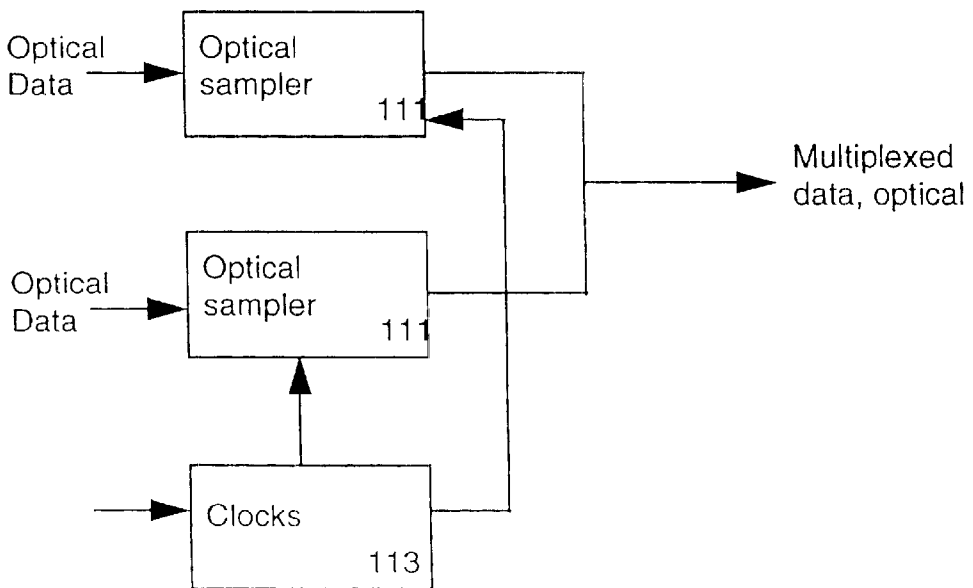 Optical
Data
Optical
sampler
111
Multiplexed
data, optical
Optical
Data
Optical
sampler
111
Clocks
113